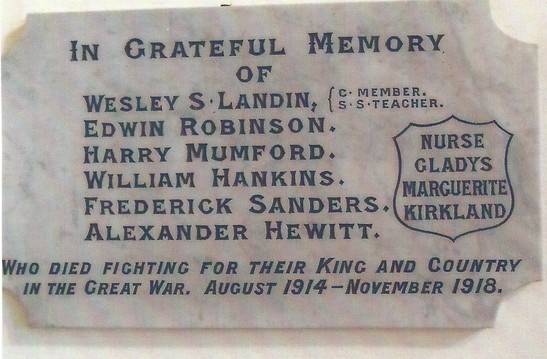 IN GRATEFUL MEMORY
OF
WESLEY S. LANDIN, { C. MEMBER.
S.S. TEACHER.
EDWIN ROBINSON.
HARRY MUMFORD.
WILLIAM HANKINS.
FREDERICK SANDERS.
ALEXANDER HEWITT.
NURSE
GLADYS
MARGUERITE
KIRKLAND
WHO DIED FIGHTING FOR THEIR KING AND COUNTRY
IN THE GREAT WAR. AUGUST 1914 – NOVEMBER 1918.